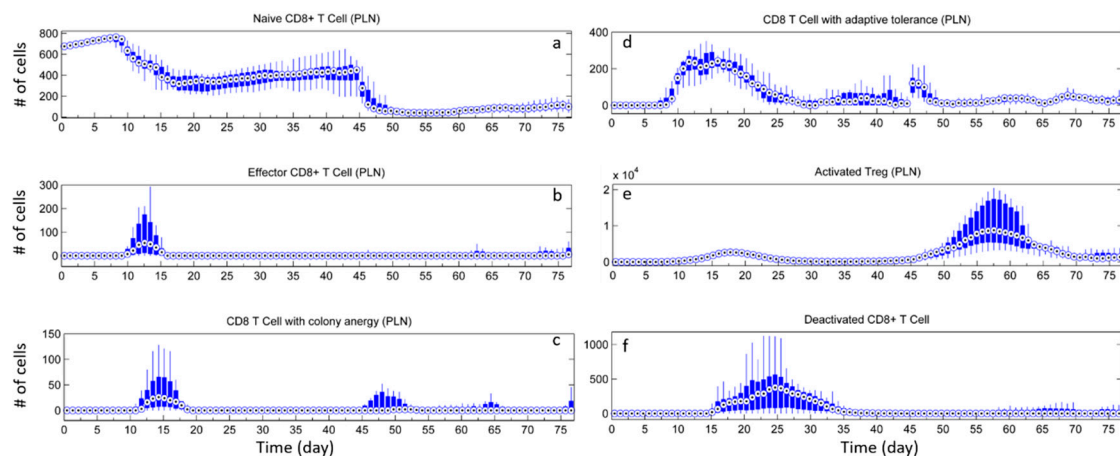 Naive CD8+ T Cell (PLN)
a
# of cells
800
600
400
200
0
0 5 10 15 20 25 30 35 40 45 50 55 60 65 70 75
Effector CD8+ T Cell (PLN)
b
# of cells
300
200
100
0
0 5 10 15 20 25 30 35 40 45 50 55 60 65 70 75
CD8 T Cell with colony anergy (PLN)
c
# of cells
150
100
50
0
0 5 10 15 20 25 30 35 40 45 50 55 60 65 70 75
Time (day)
CD8 T Cell with adaptive tolerance (PLN)
d
400
200
0
0 5 10 15 20 25 30 35 40 45 50 55 60 65 70 75
Activated Treg (PLN)
x 10⁴
e
2
1
0
0 5 10 15 20 25 30 35 40 45 50 55 60 65 70 75
Deactivated CD8+ T Cell
f
1000
500
0
0 5 10 15 20 25 30 35 40 45 50 55 60 65 70 75
Time (day)